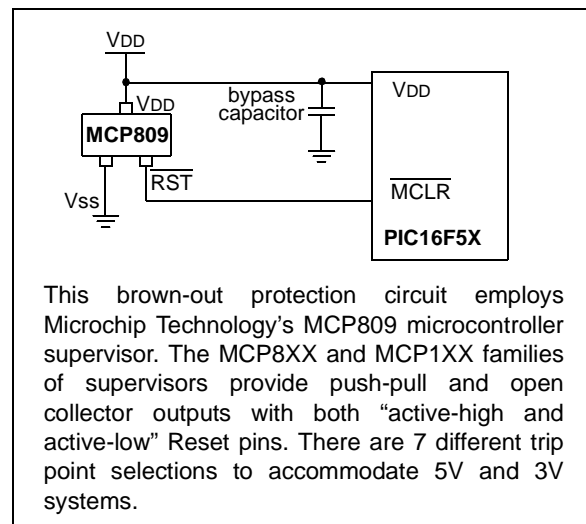 VDD
VDD
bypass
capacitor
VDD
MCP809
RST
VSS
MCLR
PIC16F5X
This brown-out protection circuit employs
Microchip Technology's MCP809 microcontroller
supervisor. The MCP8XX and MCP1XX families
of supervisors provide push-pull and open
collector outputs with both “active-high and
active-low” Reset pins. There are 7 different trip
point selections to accommodate 5V and 3V
systems.